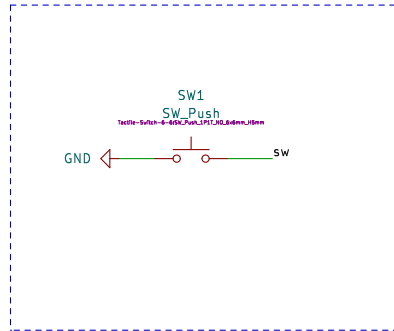 SW1
SW_Push
Tactile-Switch-6-6:SW_Push_1P1T_NO_6x6mm_H5mm
GND
SW